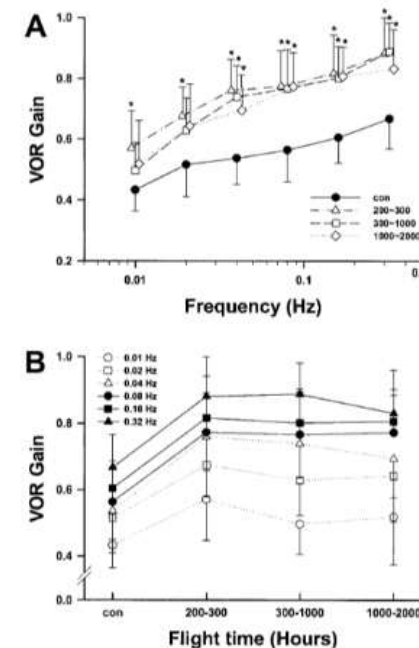 A
1.0
0.8
0.6
0.4
0.2
VOR Gain
* * * * * * * * * * * * * *
con
200~300
300~1000
1000~2000
0.01
0.1
Frequency (Hz)
B
1.0
0.8
0.6
0.4
0.0
VOR Gain
0.01 Hz
0.02 Hz
0.04 Hz
0.08 Hz
0.16 Hz
0.32 Hz
con
200-300
300-1000
1000-2000
Flight time (Hours)